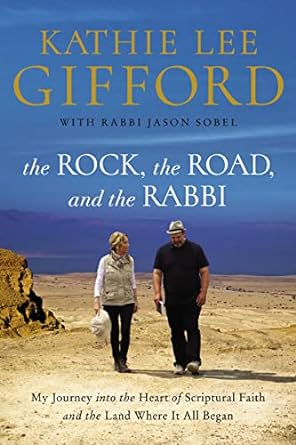 KATHIE LEE
GIFFORD
WITH RABBI JASON SOBEL
the ROCK, the ROAD,
and the RABBI
My Journey into the Heart of Scriptural Faith
and the Land Where It All Began